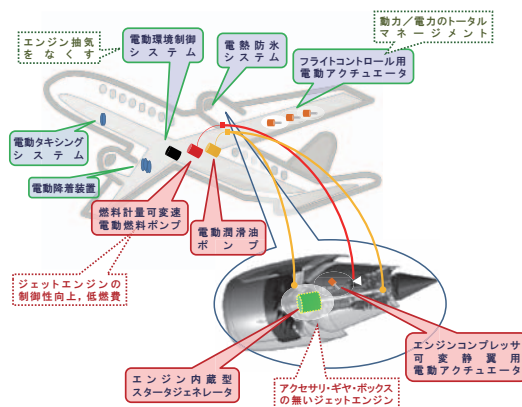 エンジン抽気
をなくす
電動環境制御
システム
電熱防氷
システム
動力／電力のトータル
マネージメント
フライトコントロール用
電動アクチュエータ
電動タキシング
システム
電動降着装置
燃料計量可変速
電動燃料ポンプ
電動潤滑油
ポンプ
ジェットエンジンの
制御性向上，低燃費
エンジン内蔵型
スタータジェネレータ
アクセサリ・ギヤ・ボックス
の無いジェットエンジン
エンジンコンプレッサ
可変静翼用
電動アクチュエータ